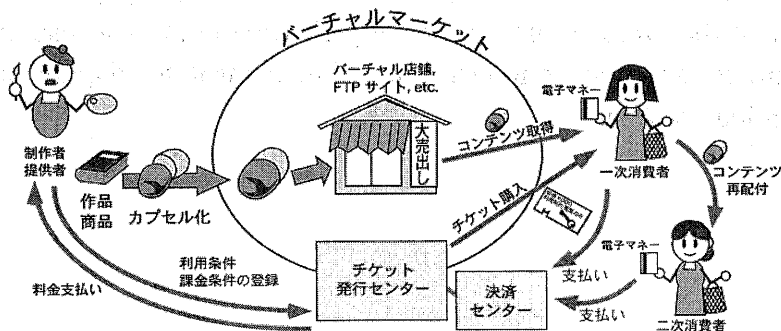 バーチャルマーケット
バーチャル店舗,
FTP サイト, etc.
大売出し
制作者
提供者
作品
商品
カプセル化
コンテンツ取得
チケット購入
電子マネー
一次消費者
コンテンツ
再配付
利用条件
課金条件の登録
料金支払い
チケット
発行センター
決済
センター
支払い
電子マネー
支払い
二次消費者